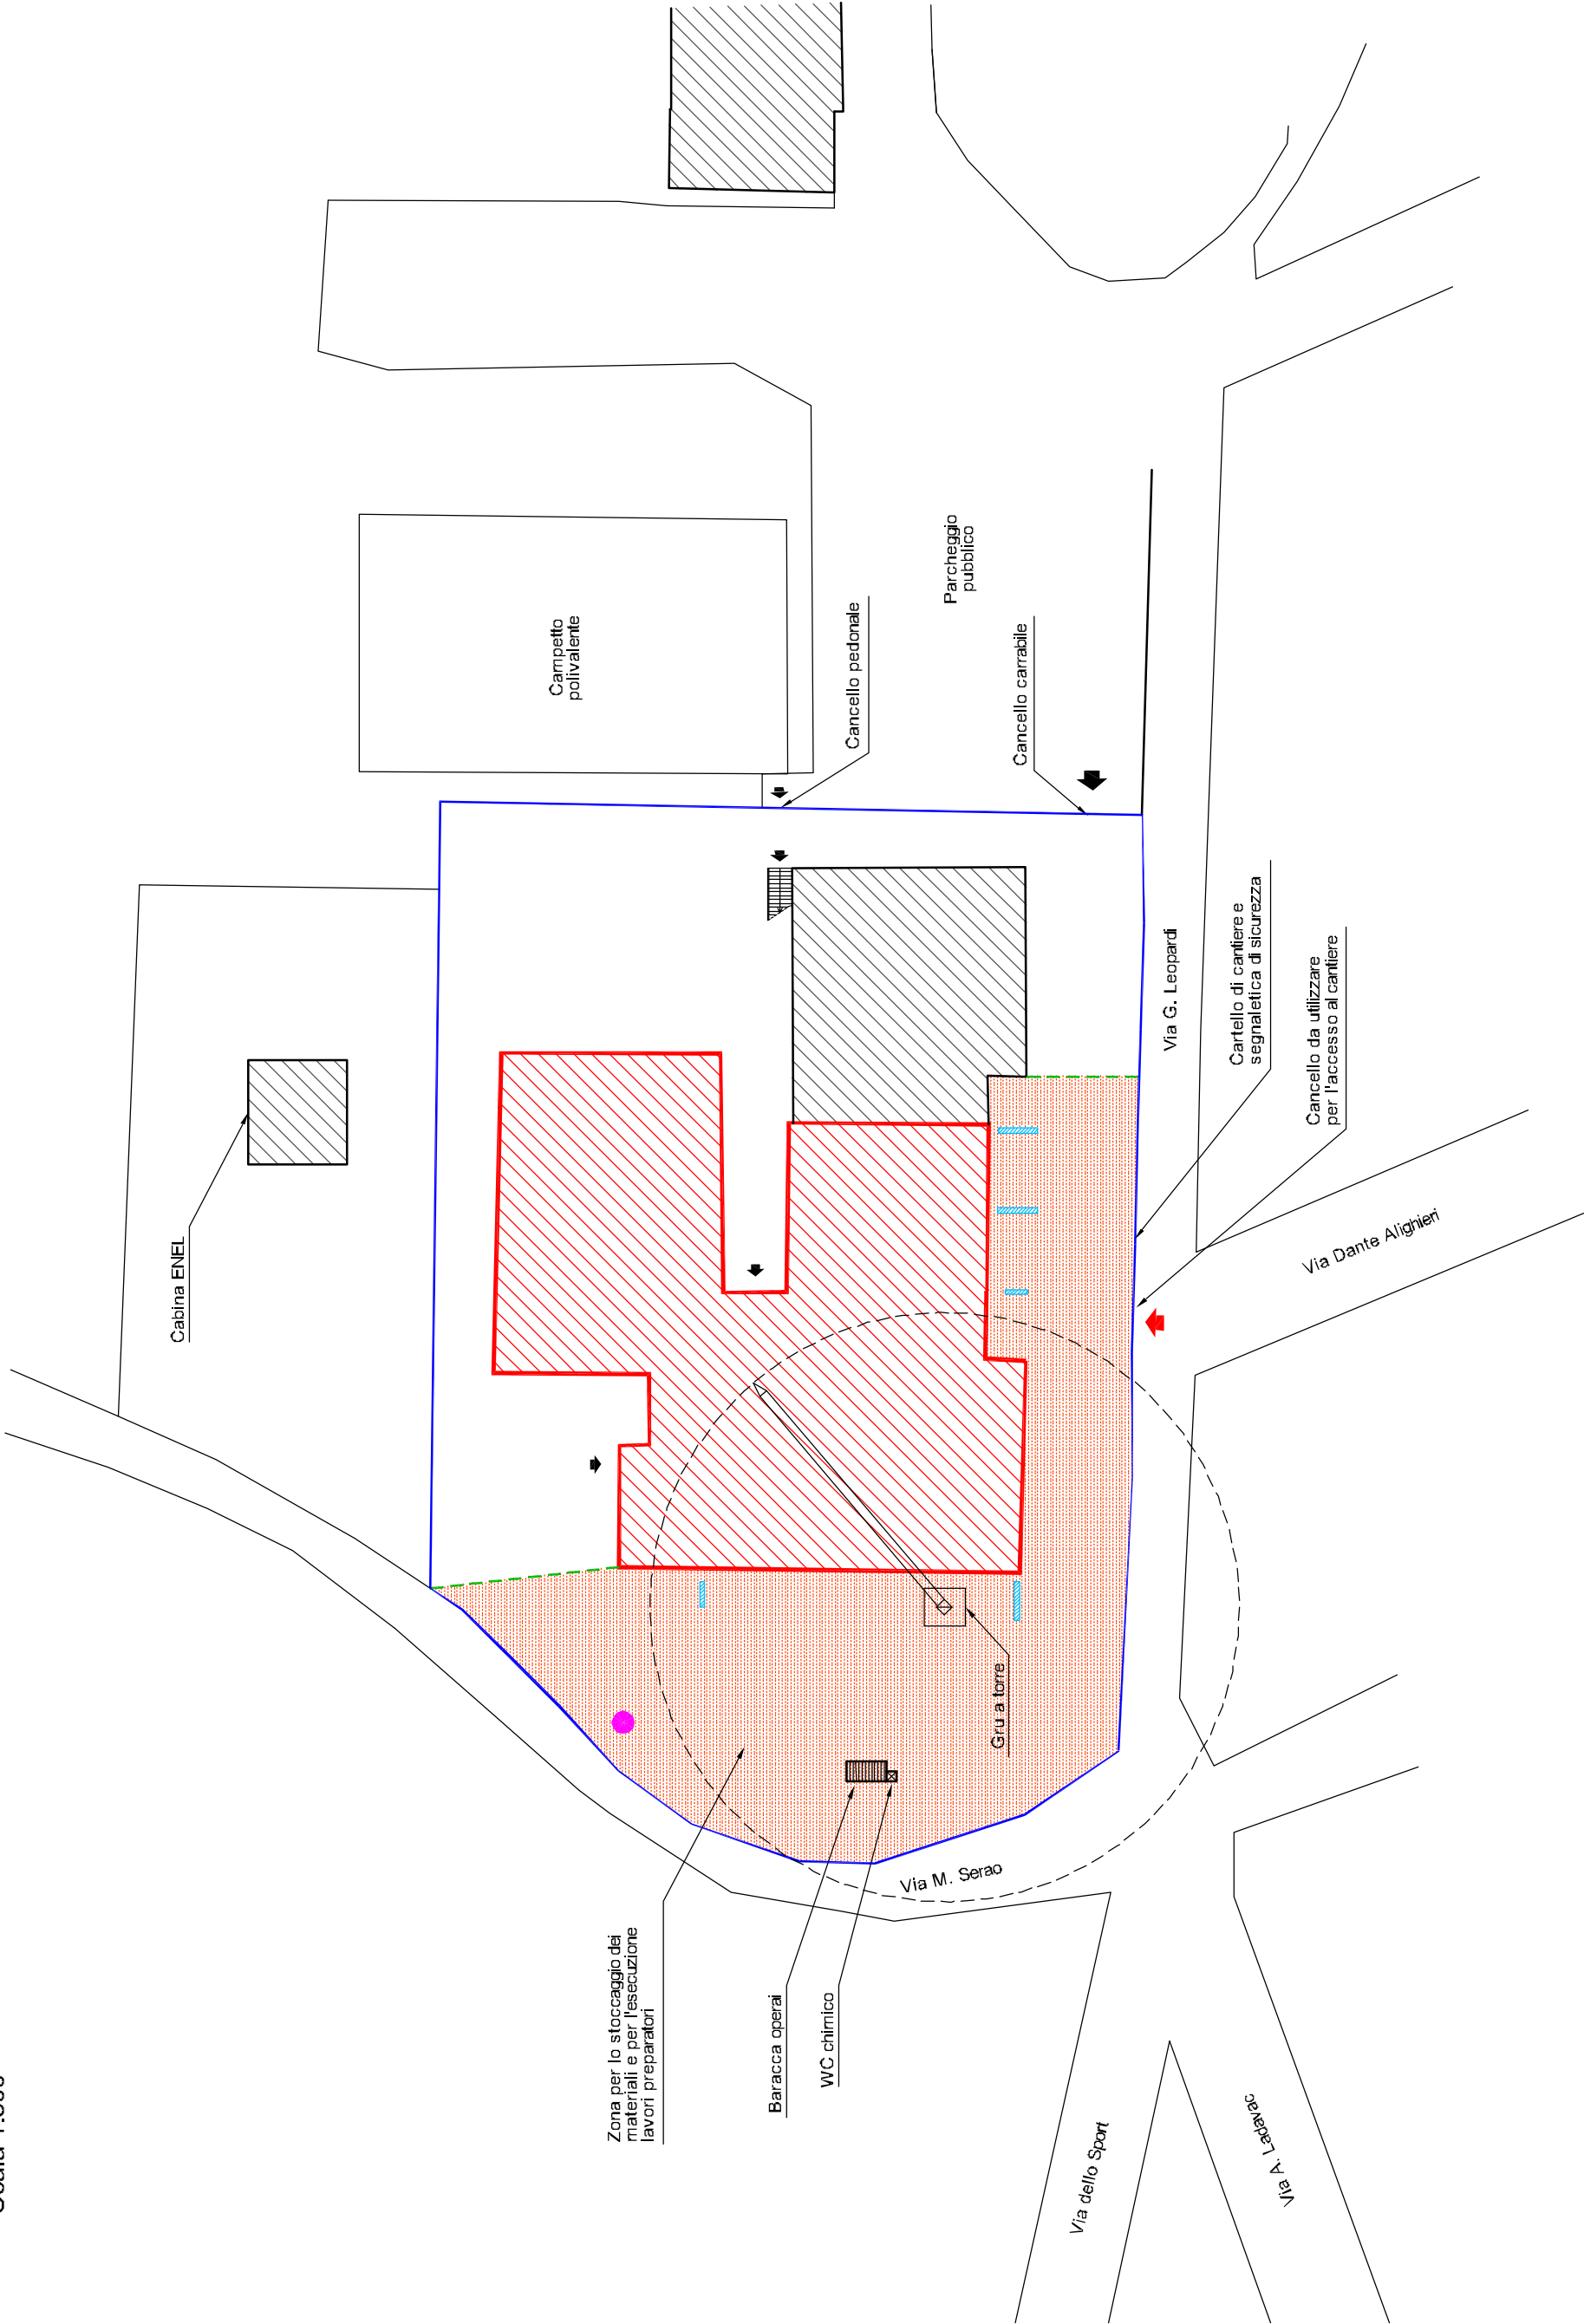 Cabina ENEL
Campetto
polivalente
Cancello pedonale
Parcheggio
pubblico
Cancello carrabile
Via G. Leopardi
Cartello di cantiere e
segnaletica di sicurezza
Cancello da utilizzare
per l'accesso al cantiere
Via Dante Alighieri
Gru a torre
Via M. Serao
Zona per lo stoccaggio dei
materiali e per l'esecuzione
lavori preparatori
Baracca operai
WC chimico
Via dello Sport
Via A. Ladavac